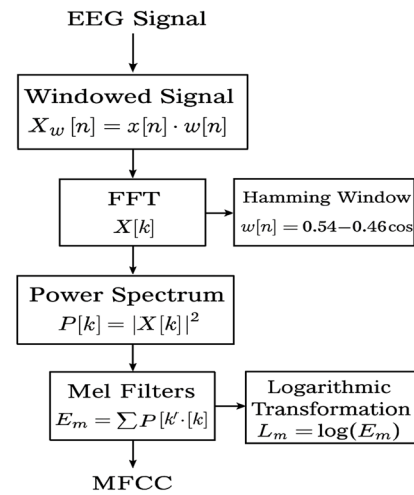 EEG Signal
Windowed Signal
X_w [n] = x[n] · w[n]
FFT
X[k]
Hamming Window
w[n] = 0.54−0.46cos
Power Spectrum
P[k] = |X[k]|²
Mel Filters
E_m = ∑ P [k′·[k]
Logarithmic
Transformation
L_m = log(E_m)
MFCC